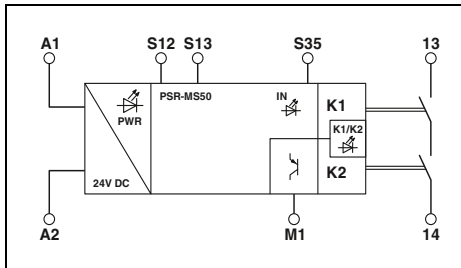 A1 S12 S13 S35 13
PSR-MS50 IN K1
PWR K1/K2
24V DC K2
A2 M1 14